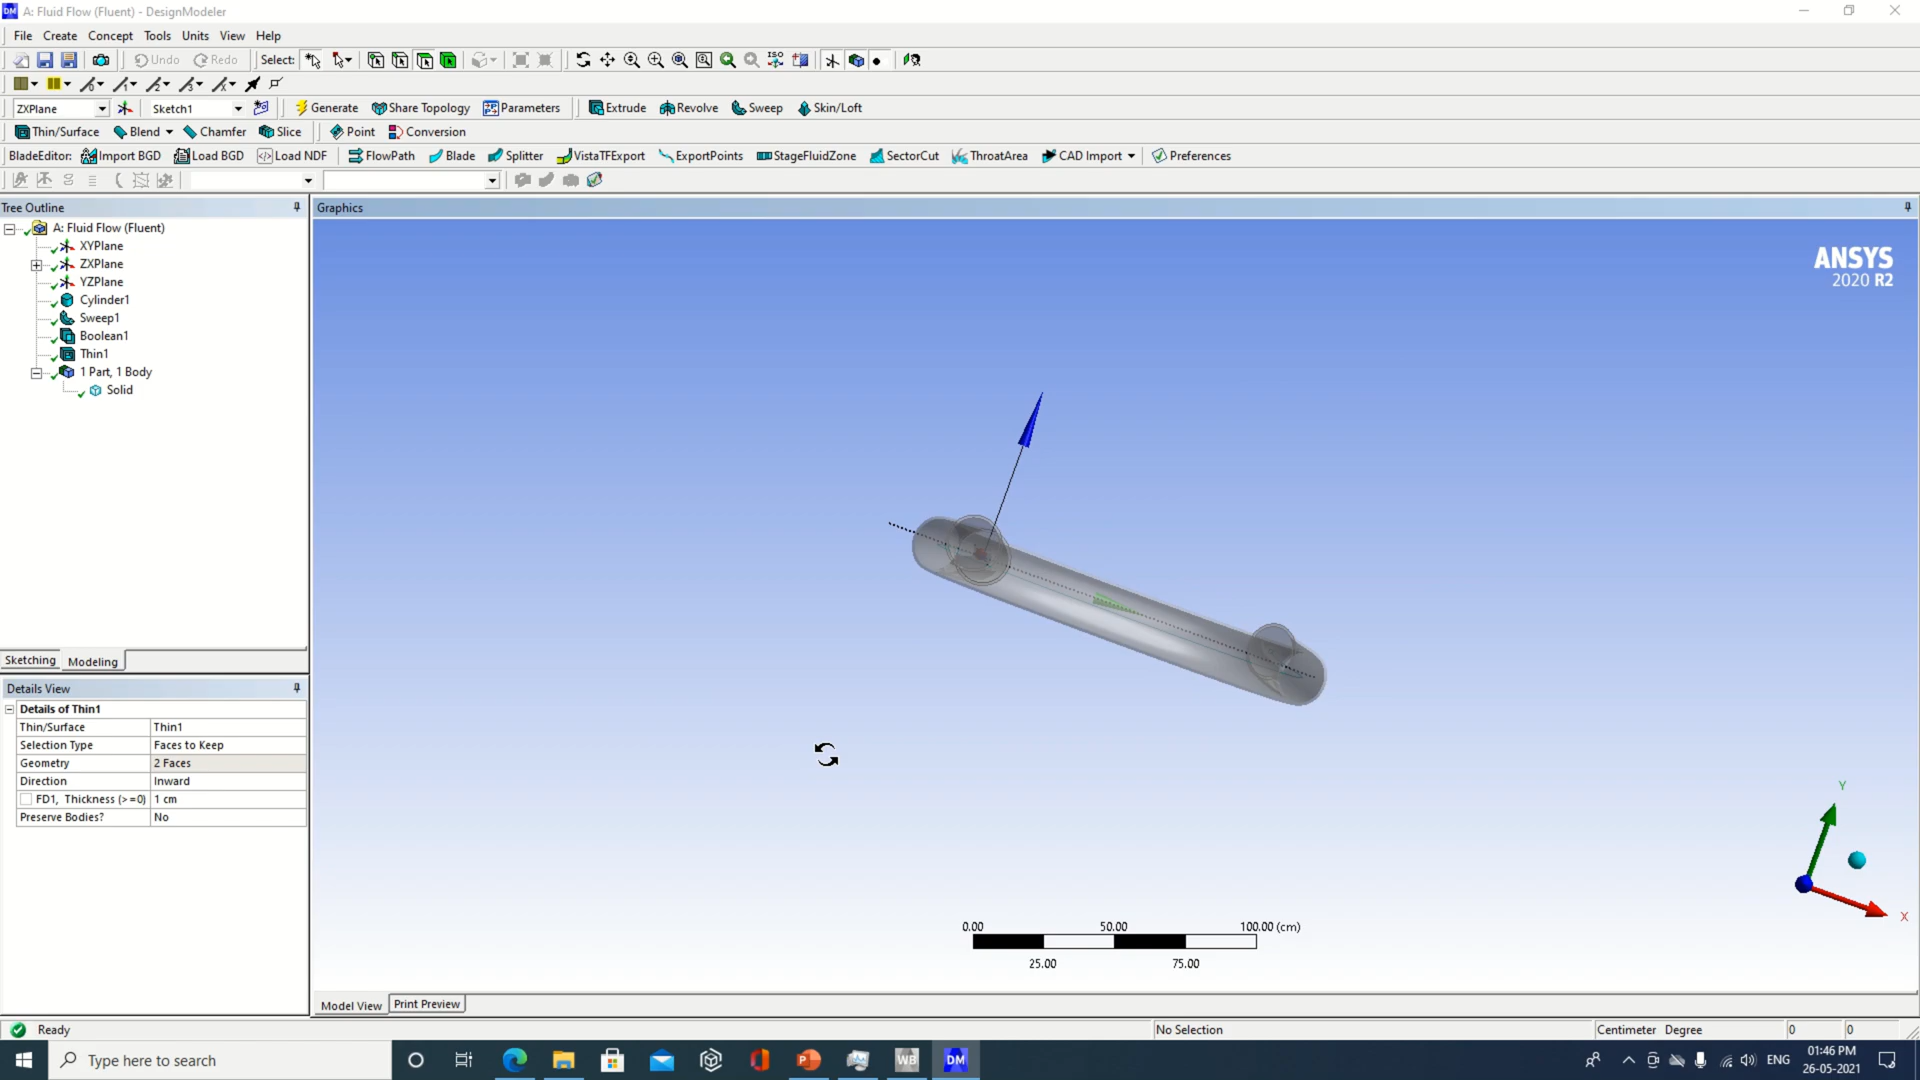 A: Fluid Flow (Fluent) - DesignModeler
File Create Concept Tools Units View Help
Undo Redo Select: ISO
ZXPlane Sketch1 Generate Share Topology Parameters Extrude Revolve Sweep Skin/Loft
Thin/Surface Blend Chamfer Slice Point Conversion
BladeEditor: Import BGD Load BGD Load NDF FlowPath Blade Splitter VistaTFExport ExportPoints StageFluidZone SectorCut ThroatArea CAD Import Preferences
Tree Outline
A: Fluid Flow (Fluent)
XYPlane
ZXPlane
YZPlane
Cylinder1
Sweep1
Boolean1
Thin1
1 Part, 1 Body
Solid
Sketching Modeling
Details View
Details of Thin1
Thin/Surface Thin1
Selection Type Faces to Keep
Geometry 2 Faces
Direction Inward
FD1, Thickness (>=0) 1 cm
Preserve Bodies? No
Graphics
ANSYS
2020 R2
Y
X
0.00 50.00 100.00 (cm)
25.00 75.00
Model View Print Preview
Ready No Selection Centimeter Degree 0 0
Type here to search
WB DM
ENG
01:46 PM
26-05-2021